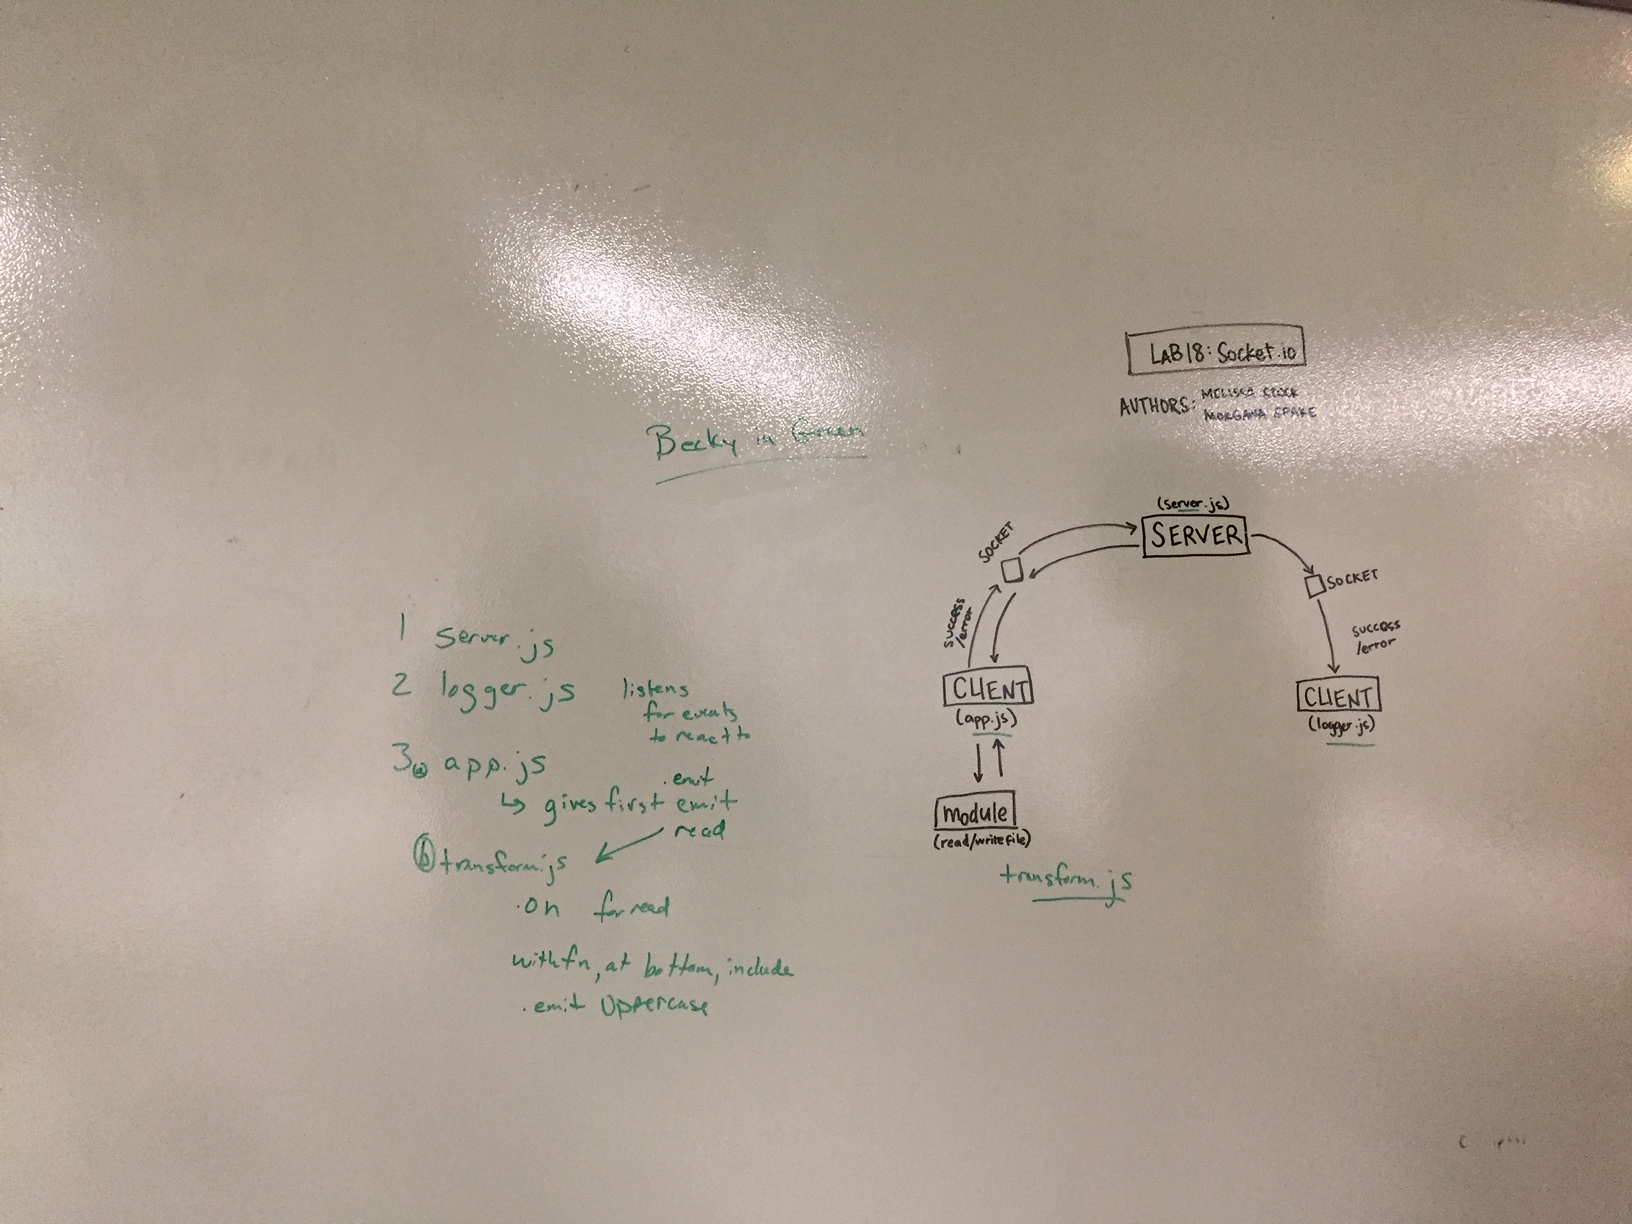 LAB 18: Socket.io
AUTHORS: MELISSA STOCK
MORGANA SPAKE
Becky in Green
1 server.js
2 logger.js listens
for events
to react to
3a app.js
.emit
↳ gives first emit
read
b transform.js
.on for read
with fn, at bottom, include
.emit Uppercase
(server.js)
SERVER
SOCKET
SOCKET
success
/error
success
/error
CLIENT
(app.js)
CLIENT
(logger.js)
module
(read/writefile)
transform.js